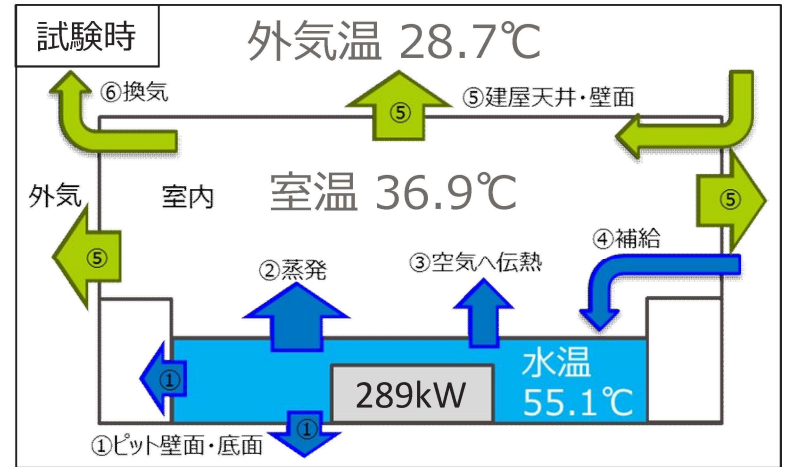 試験時
外気温 28.7℃
⑥換気
⑤
⑤建屋天井・壁面
外気
室内
室温 36.9℃
⑤
⑤
②蒸発
③空気へ伝熱
④補給
①
289kW
水温
55.1℃
①ピット壁面・底面
①